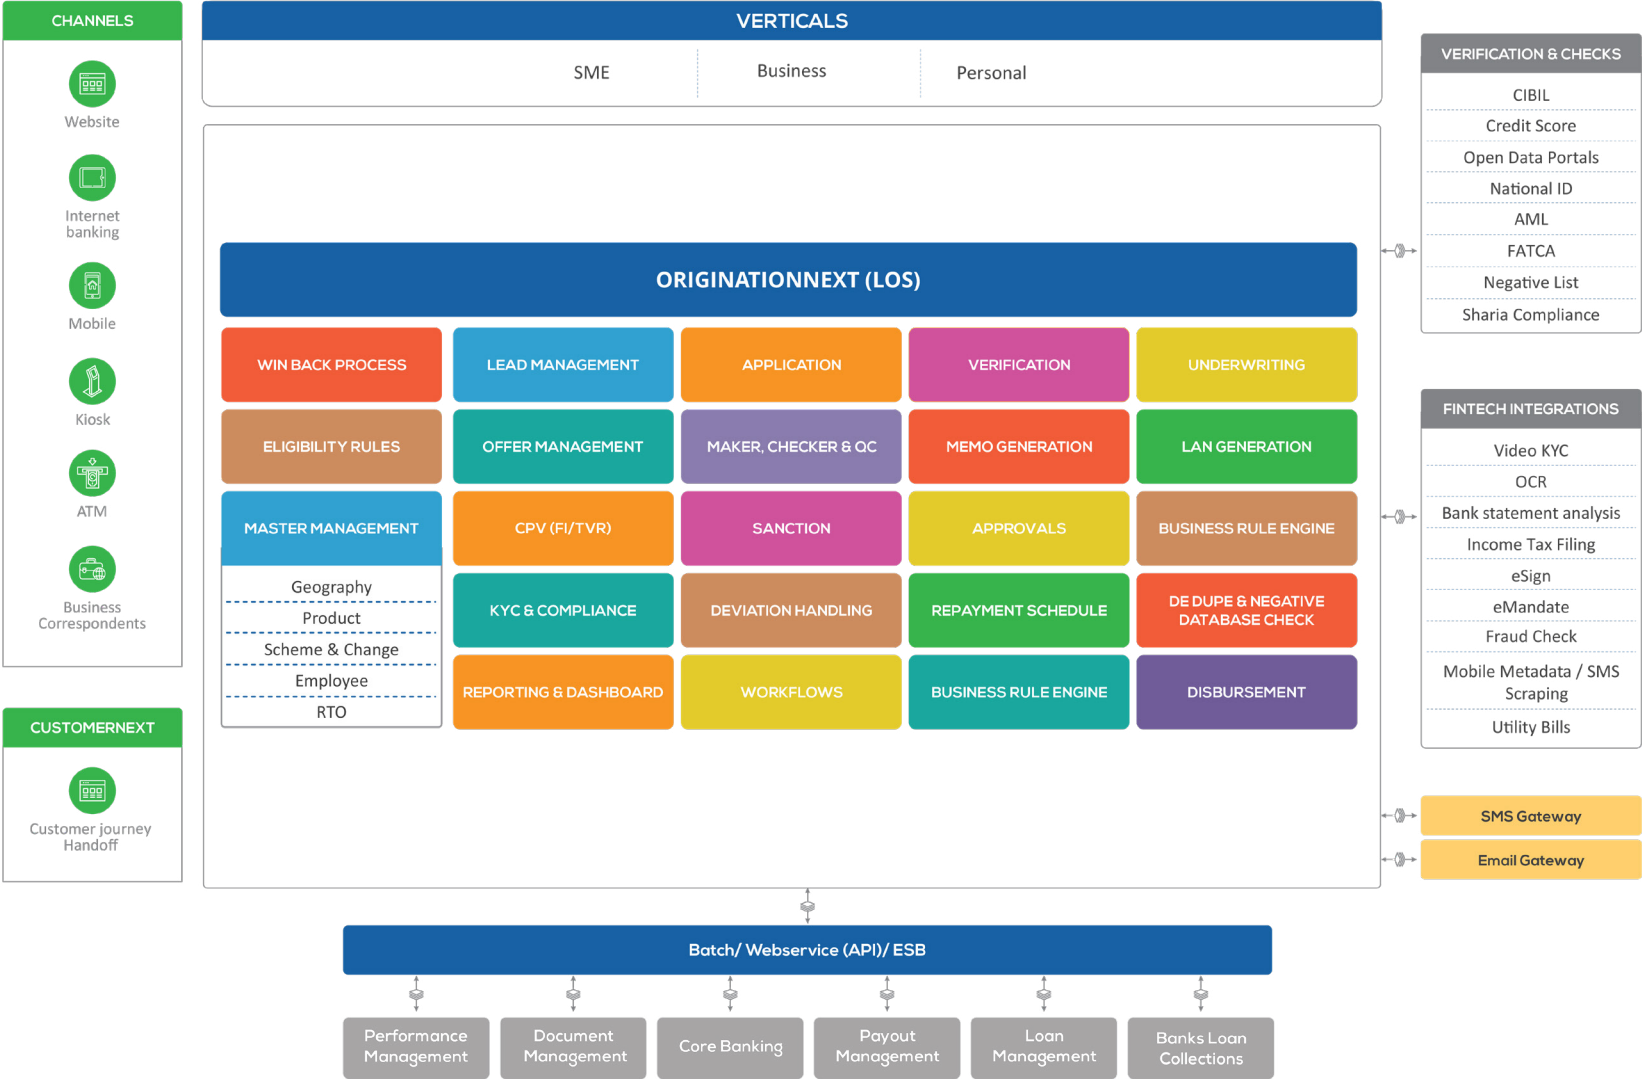 CHANNELS
Website
Internet
banking
Mobile
Kiosk
ATM
Business
Correspondents
CUSTOMERNEXT
Customer journey
Handoff
VERTICALS
SME
Business
Personal
ORIGINATIONNEXT (LOS)
WIN BACK PROCESS
LEAD MANAGEMENT
APPLICATION
VERIFICATION
UNDERWRITING
ELIGIBILITY RULES
OFFER MANAGEMENT
MAKER, CHECKER & QC
MEMO GENERATION
LAN GENERATION
MASTER MANAGEMENT
CPV (FI/TVR)
SANCTION
APPROVALS
BUSINESS RULE ENGINE
Geography
Product
Scheme & Change
Employee
RTO
KYC & COMPLIANCE
DEVIATION HANDLING
REPAYMENT SCHEDULE
DE DUPE & NEGATIVE
DATABASE CHECK
REPORTING & DASHBOARD
WORKFLOWS
BUSINESS RULE ENGINE
DISBURSEMENT
VERIFICATION & CHECKS
CIBIL
Credit Score
Open Data Portals
National ID
AML
FATCA
Negative List
Sharia Compliance
FINTECH INTEGRATIONS
Video KYC
OCR
Bank statement analysis
Income Tax Filing
eSign
eMandate
Fraud Check
Mobile Metadata / SMS
Scraping
Utility Bills
SMS Gateway
Email Gateway
Batch/ Webservice (API)/ ESB
Performance
Management
Document
Management
Core Banking
Payout
Management
Loan
Management
Banks Loan
Collections